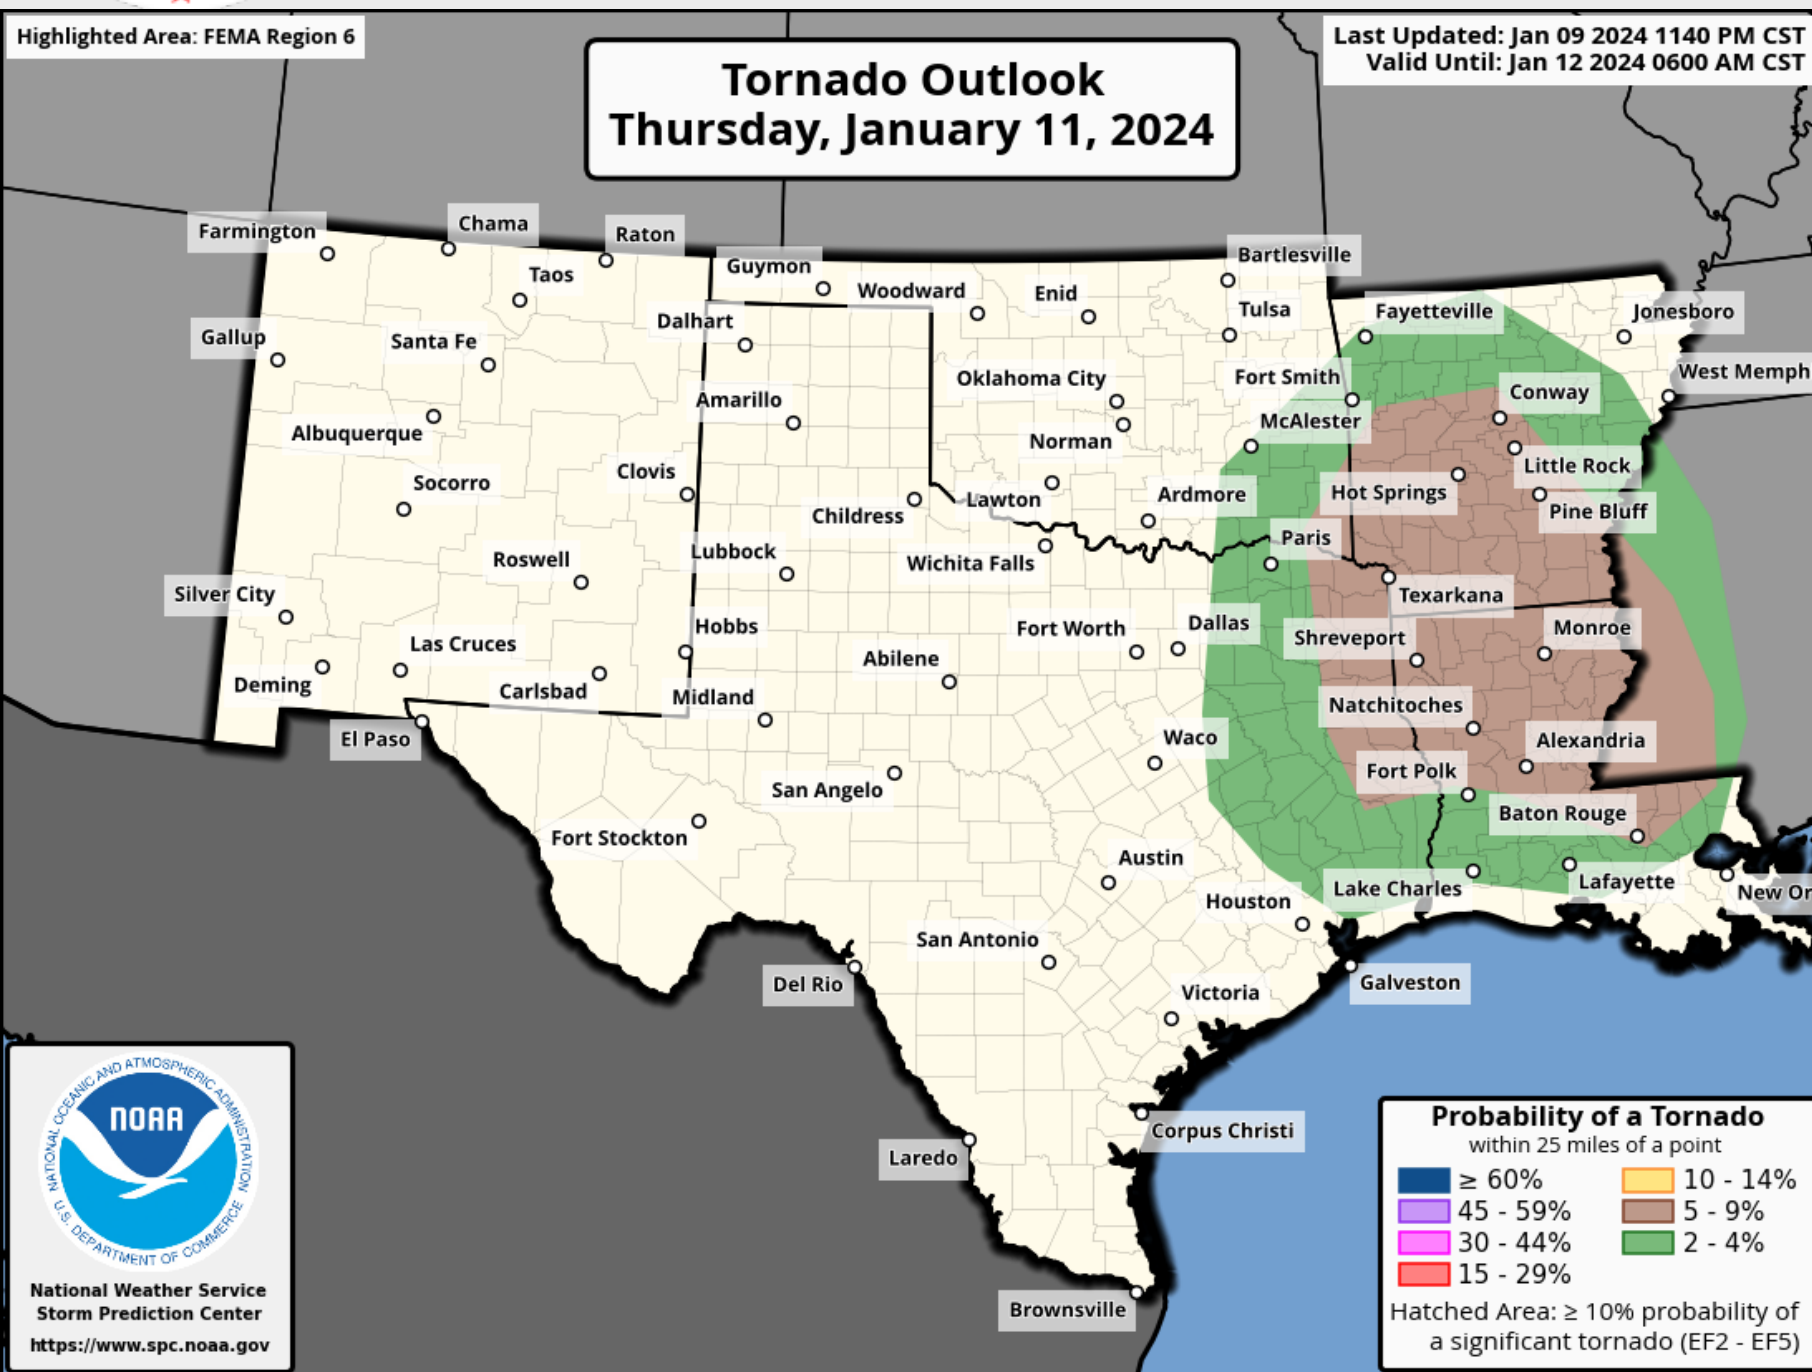 Highlighted Area: FEMA Region 6
Tornado Outlook
Thursday, January 11, 2024
Last Updated: Jan 09 2024 1140 PM CST
Valid Until: Jan 12 2024 0600 AM CST
Farmington
Chama
Raton
Taos
Guymon
Woodward
Enid
Bartlesville
Tulsa
Fayetteville
Jonesboro
Gallup
Santa Fe
Dalhart
Oklahoma City
Fort Smith
West Memph
Conway
Albuquerque
Amarillo
Norman
McAlester
Little Rock
Socorro
Clovis
Childress
Lawton
Ardmore
Hot Springs
Pine Bluff
Roswell
Lubbock
Wichita Falls
Paris
Silver City
Hobbs
Texarkana
Las Cruces
Fort Worth
Dallas
Shreveport
Monroe
Deming
Carlsbad
Midland
Abilene
Natchitoches
El Paso
Waco
Alexandria
San Angelo
Fort Polk
Fort Stockton
Baton Rouge
Austin
Lake Charles
Lafayette
New Or
Houston
San Antonio
Del Rio
Galveston
Victoria
Corpus Christi
Laredo
Brownsville
NATIONAL OCEANIC AND ATMOSPHERIC ADMINISTRATION
NOAA
U.S. DEPARTMENT OF COMMERCE
National Weather Service
Storm Prediction Center
https://www.spc.noaa.gov
Probability of a Tornado
within 25 miles of a point
≥ 60%
10 - 14%
45 - 59%
5 - 9%
30 - 44%
2 - 4%
15 - 29%
Hatched Area: ≥ 10% probability of
a significant tornado (EF2 - EF5)